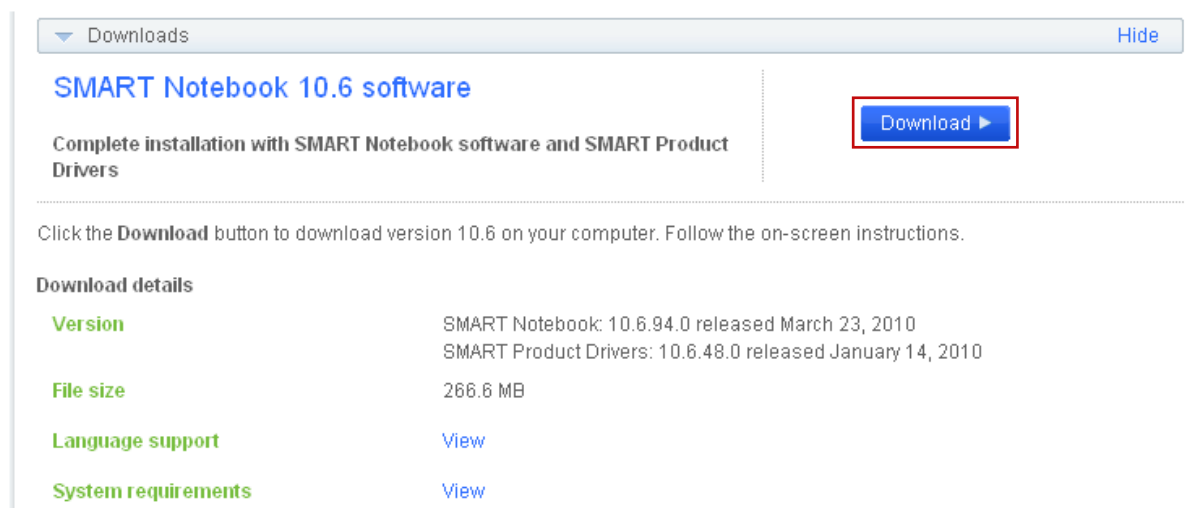 Downloads Hide
SMART Notebook 10.6 software
Download
Complete installation with SMART Notebook software and SMART Product
Drivers
Click the Download button to download version 10.6 on your computer. Follow the on-screen instructions.
Download details
Version SMART Notebook: 10.6.94.0 released March 23, 2010
SMART Product Drivers: 10.6.48.0 released January 14, 2010
File size 266.6 MB
Language support View
System requirements View